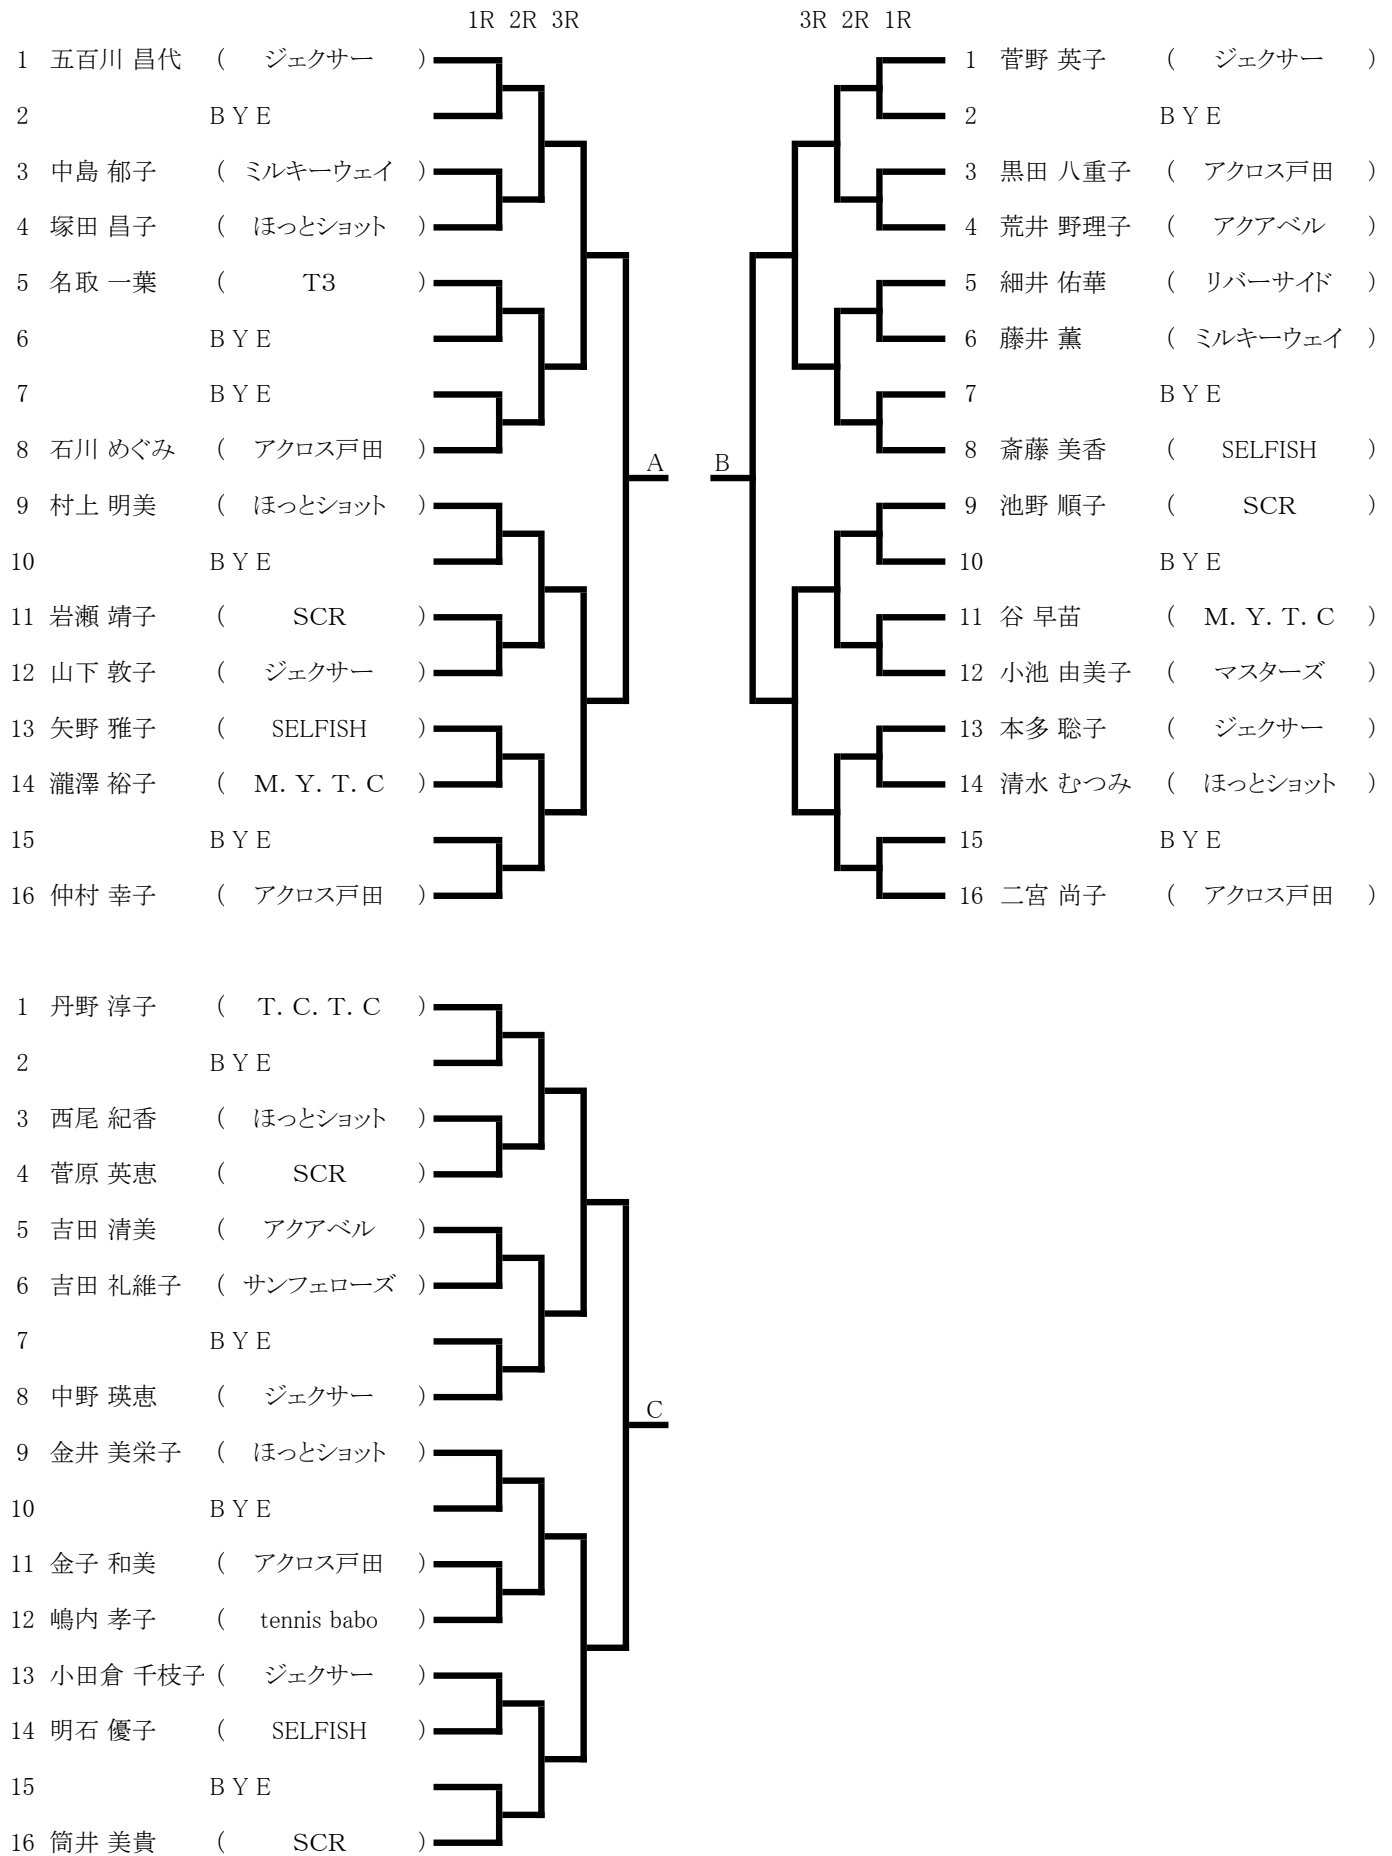 1R 2R 3R
1 五百川 昌代 ( ジェクサー )
2 B Y E
3 中島 郁子 ( ミルキーウェイ )
4 塚田 昌子 ( ほっとショット )
5 名取 一葉 ( T3 )
6 B Y E
7 B Y E
8 石川 めぐみ ( アクロス戸田 )
A
9 村上 明美 ( ほっとショット )
10 B Y E
11 岩瀬 靖子 ( SCR )
12 山下 敦子 ( ジェクサー )
13 矢野 雅子 ( SELFISH )
14 瀧澤 裕子 ( M. Y. T. C )
15 B Y E
16 仲村 幸子 ( アクロス戸田 )
3R 2R 1R
1 菅野 英子 ( ジェクサー )
2 B Y E
3 黒田 八重子 ( アクロス戸田 )
4 荒井 野理子 ( アクアベル )
5 細井 佑華 ( リバーサイド )
6 藤井 薫 ( ミルキーウェイ )
7 B Y E
8 斎藤 美香 ( SELFISH )
B
9 池野 順子 ( SCR )
10 B Y E
11 谷 早苗 ( M. Y. T. C )
12 小池 由美子 ( マスターズ )
13 本多 聡子 ( ジェクサー )
14 清水 むつみ ( ほっとショット )
15 B Y E
16 二宮 尚子 ( アクロス戸田 )
1 丹野 淳子 ( T. C. T. C )
2 B Y E
3 西尾 紀香 ( ほっとショット )
4 菅原 英恵 ( SCR )
5 吉田 清美 ( アクアベル )
6 吉田 礼維子 ( サンフェローズ )
7 B Y E
8 中野 瑛恵 ( ジェクサー )
C
9 金井 美栄子 ( ほっとショット )
10 B Y E
11 金子 和美 ( アクロス戸田 )
12 嶋内 孝子 ( tennis babo )
13 小田倉 千枝子 ( ジェクサー )
14 明石 優子 ( SELFISH )
15 B Y E
16 筒井 美貴 ( SCR )